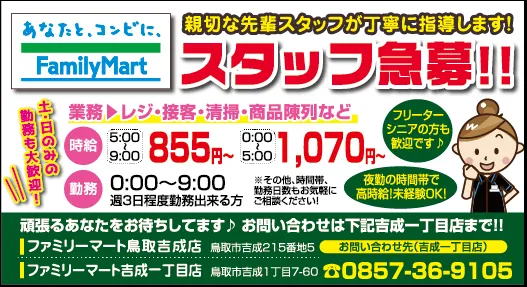 あなたと、コンビに、
FamilyMart
親切な先輩スタッフが丁寧に指導します!
スタッフ急募!!
土・日のみの
勤務も大歓迎!
業務▶レジ・接客・清掃・商品陳列など
時給 5:00〜9:00 855円〜 0:00〜5:00 1,070円〜
フリーター
シニアの方も
歓迎です♪
勤務 0:00〜9:00
週3日程度勤務出来る方
※その他、時間帯、
勤務日数もお気軽に
ご相談ください!
夜勤の時間帯で
高時給!未経験OK!
頑張るあなたをお待ちしてます♪ お問い合わせは下記吉成一丁目店まで!!
ファミリーマート鳥取吉成店 鳥取市吉成215番地5
ファミリーマート吉成一丁目店 鳥取市吉成1丁目7-60
お問い合わせ先(吉成一丁目店)
☎0857-36-9105